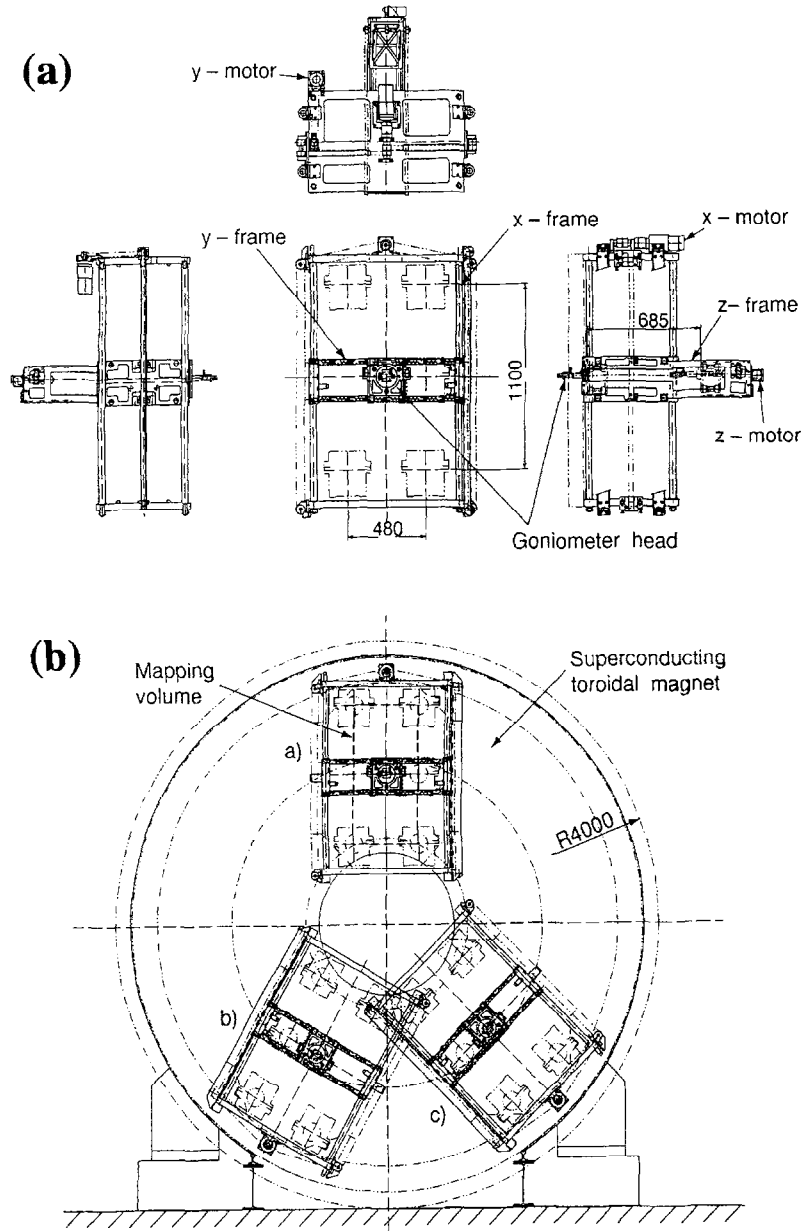 (a)
y – motor
y – frame
x – frame
x – motor
685
z – frame
1100
z – motor
480
Goniometer head
(b)
Mapping
volume
Superconducting
toroidal magnet
a)
R4000
b)
c)